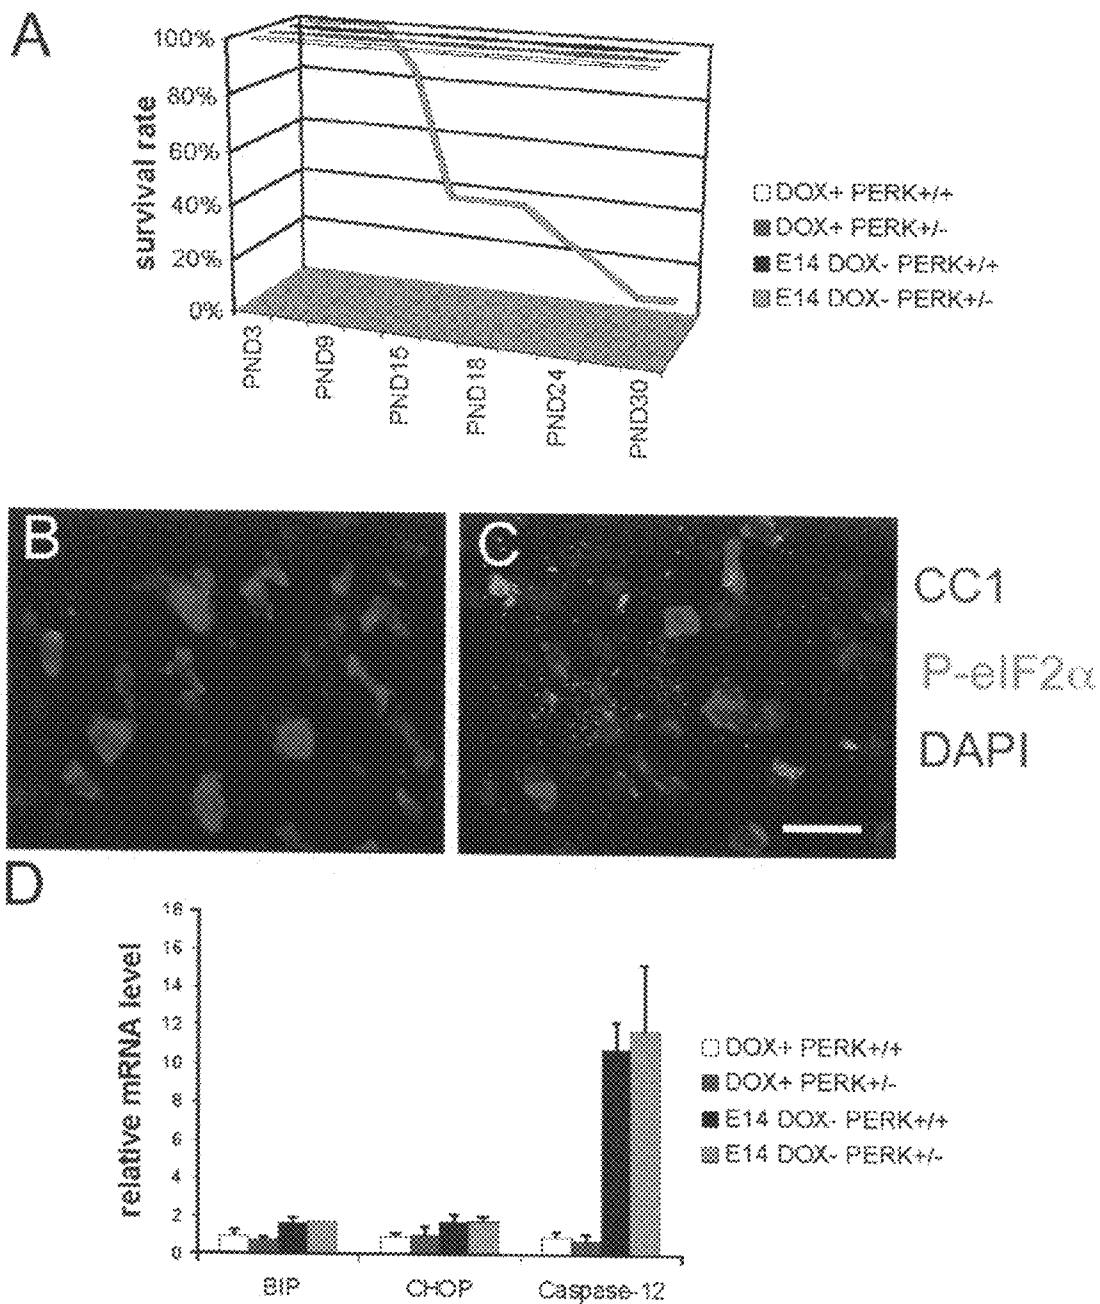 A
survival rate
100%
80%
60%
40%
20%
0%
PND3
PND9
PND15
PND18
PND24
PND30
DOX+ PERK+/+
DOX+ PERK+/-
E14 DOX- PERK+/+
E14 DOX- PERK+/-
B
C
CC1
P-eIF2α
DAPI
D
relative mRNA level
18
16
14
12
10
8
6
4
2
0
BIP
CHOP
Caspase-12
DOX+ PERK+/+
DOX+ PERK+/-
E14 DOX- PERK+/+
E14 DOX- PERK+/-